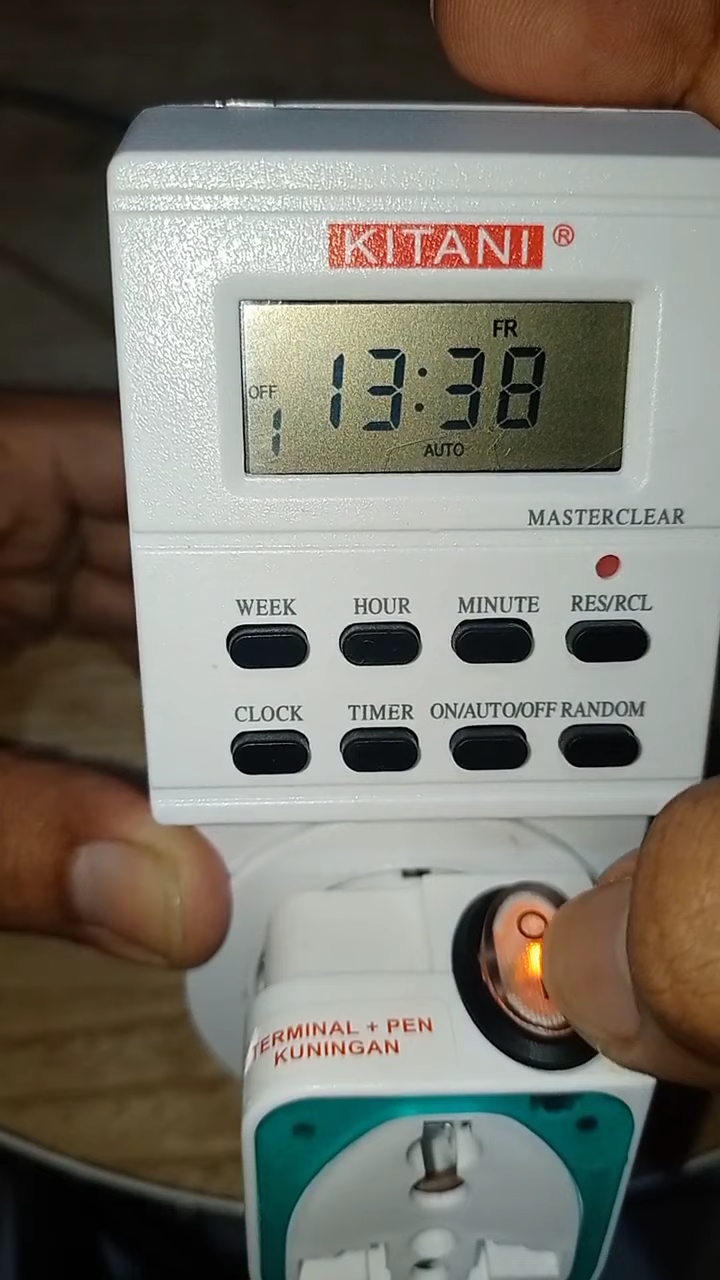 KITANI ®
FR
OFF
13:38
1
AUTO
MASTERCLEAR
WEEK HOUR MINUTE RES/RCL
CLOCK TIMER ON/AUTO/OFF RANDOM
TERMINAL + PEN
KUNINGAN